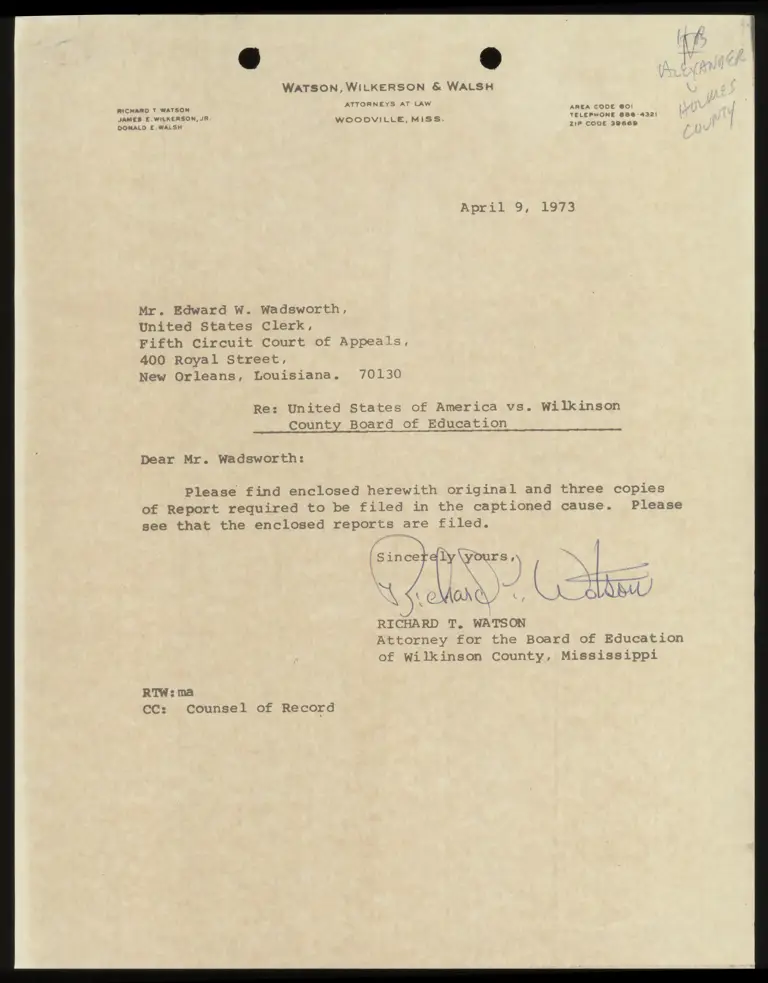 NB
ALEXANDER
v
HOLMES
COUNTY
WATSON, WILKERSON & WALSH
ATTORNEYS AT LAW
WOODVILLE, MISS.
RICHARD T WATSON
JAMES E. WILKERSON, JR.
DONALD E. WALSH
AREA CODE 601
TELEPHONE 888-4321
ZIP CODE 39669
April 9, 1973
Mr. Edward W. Wadsworth,
United States Clerk,
Fifth Circuit Court of Appeals,
400 Royal Street,
New Orleans, Louisiana. 70130
Re: United States of America vs. Wilkinson
County Board of Education
Dear Mr. Wadsworth:
Please find enclosed herewith original and three copies
of Report required to be filed in the captioned cause. Please
see that the enclosed reports are filed.
Sincerely yours,
Richard T. Watson
RICHARD T. WATSON
Attorney for the Board of Education
of Wilkinson County, Mississippi
RTW:ma
CC: Counsel of Record